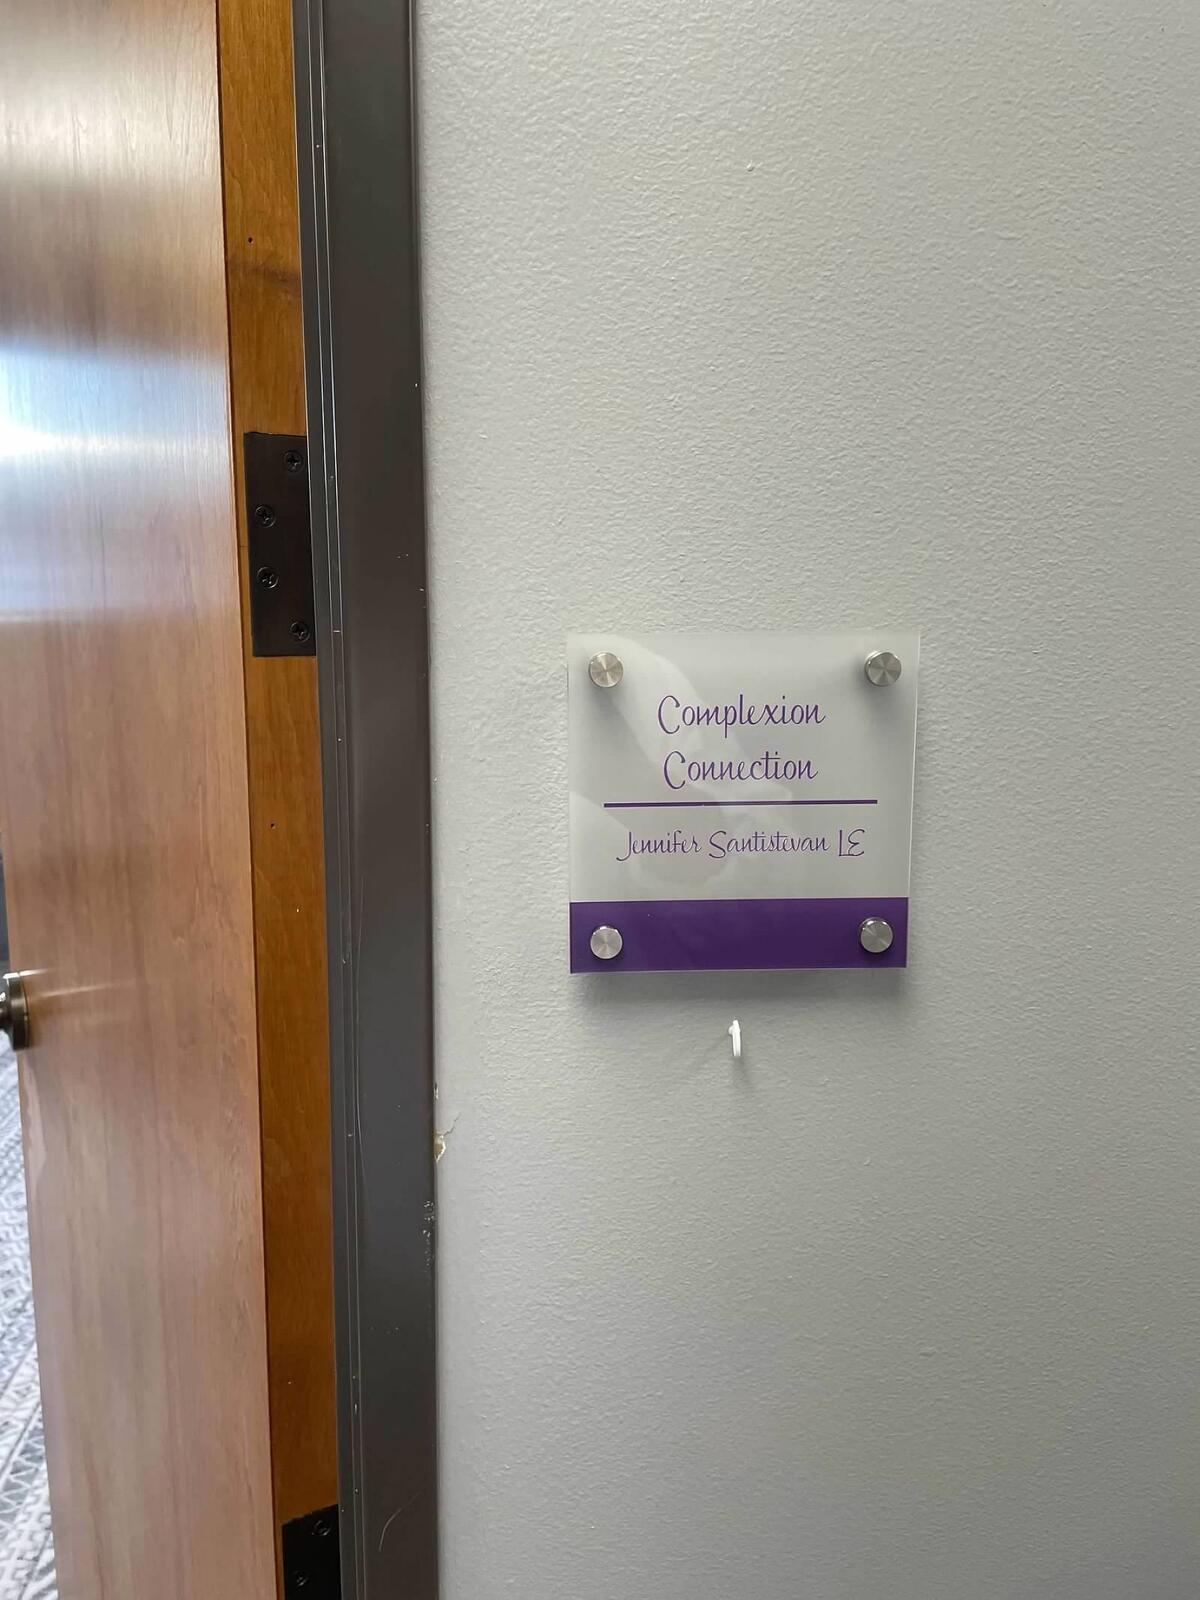 Complexion
Connection
Jennifer Santistevan LE